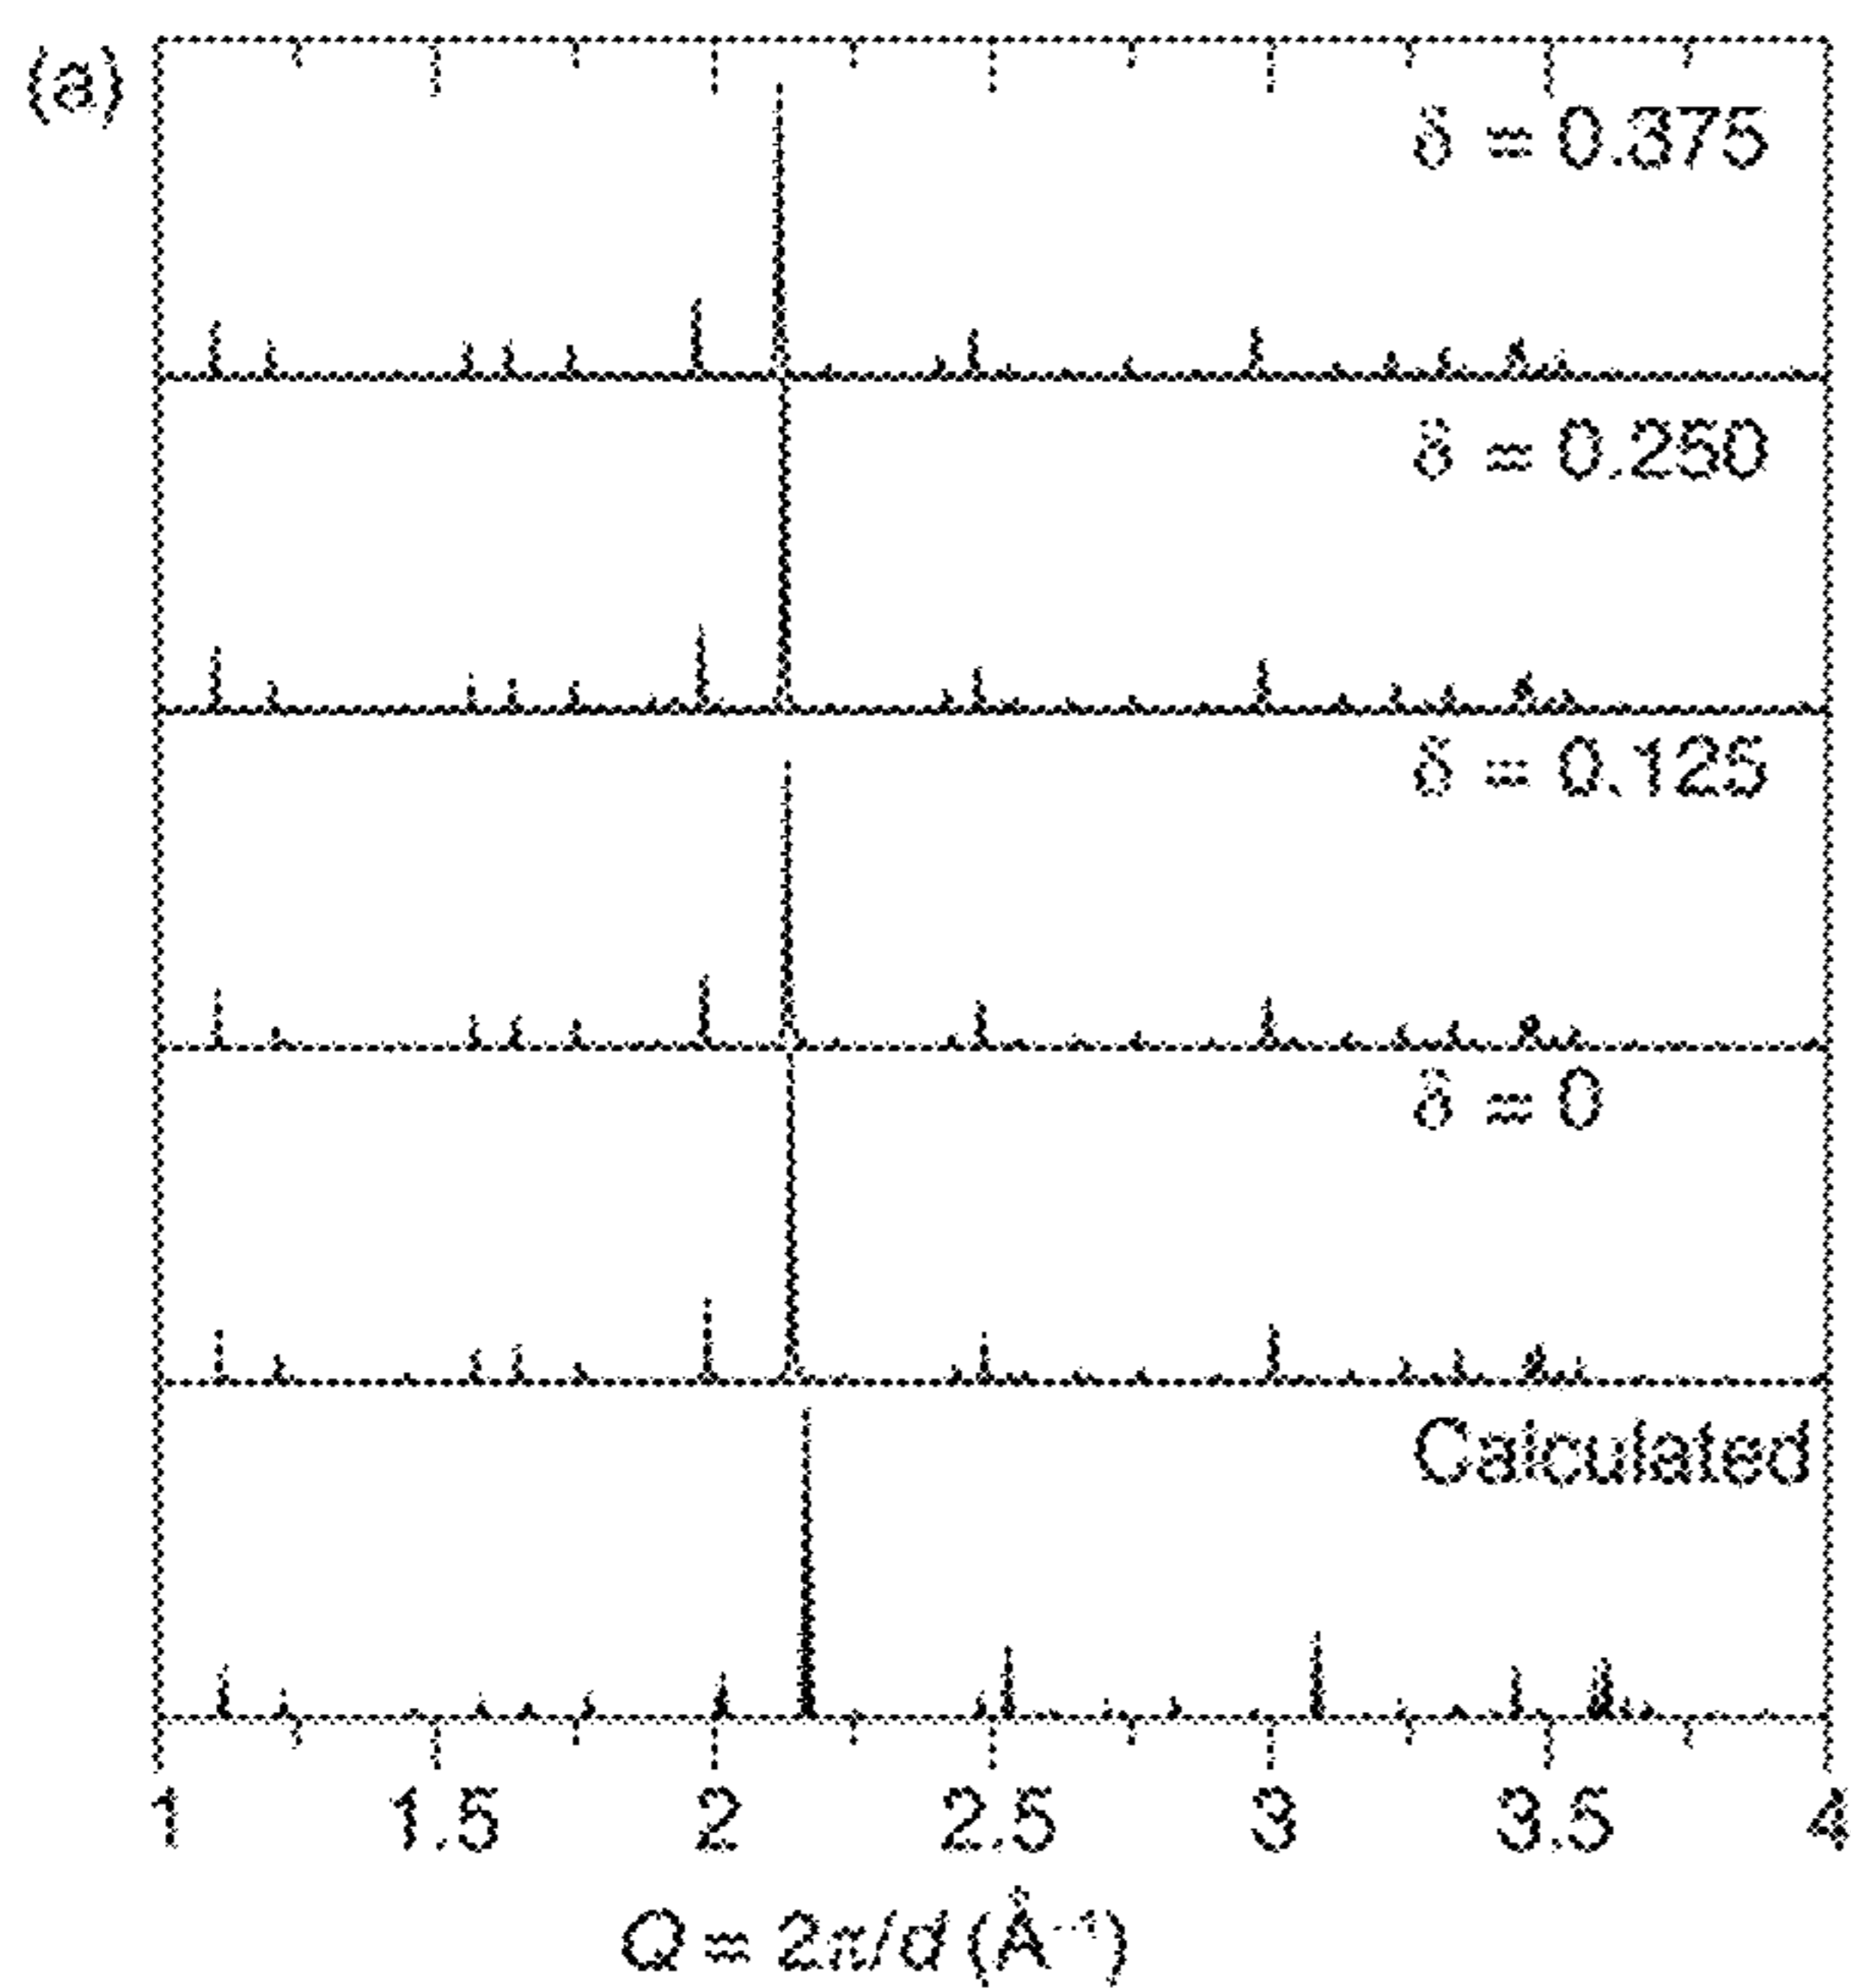 (a)
δ = 0.375
δ = 0.250
δ = 0.125
δ = 0
Calculated
1 1.5 2 2.5 3 3.5 4
Q = 2π/d (Å⁻¹)